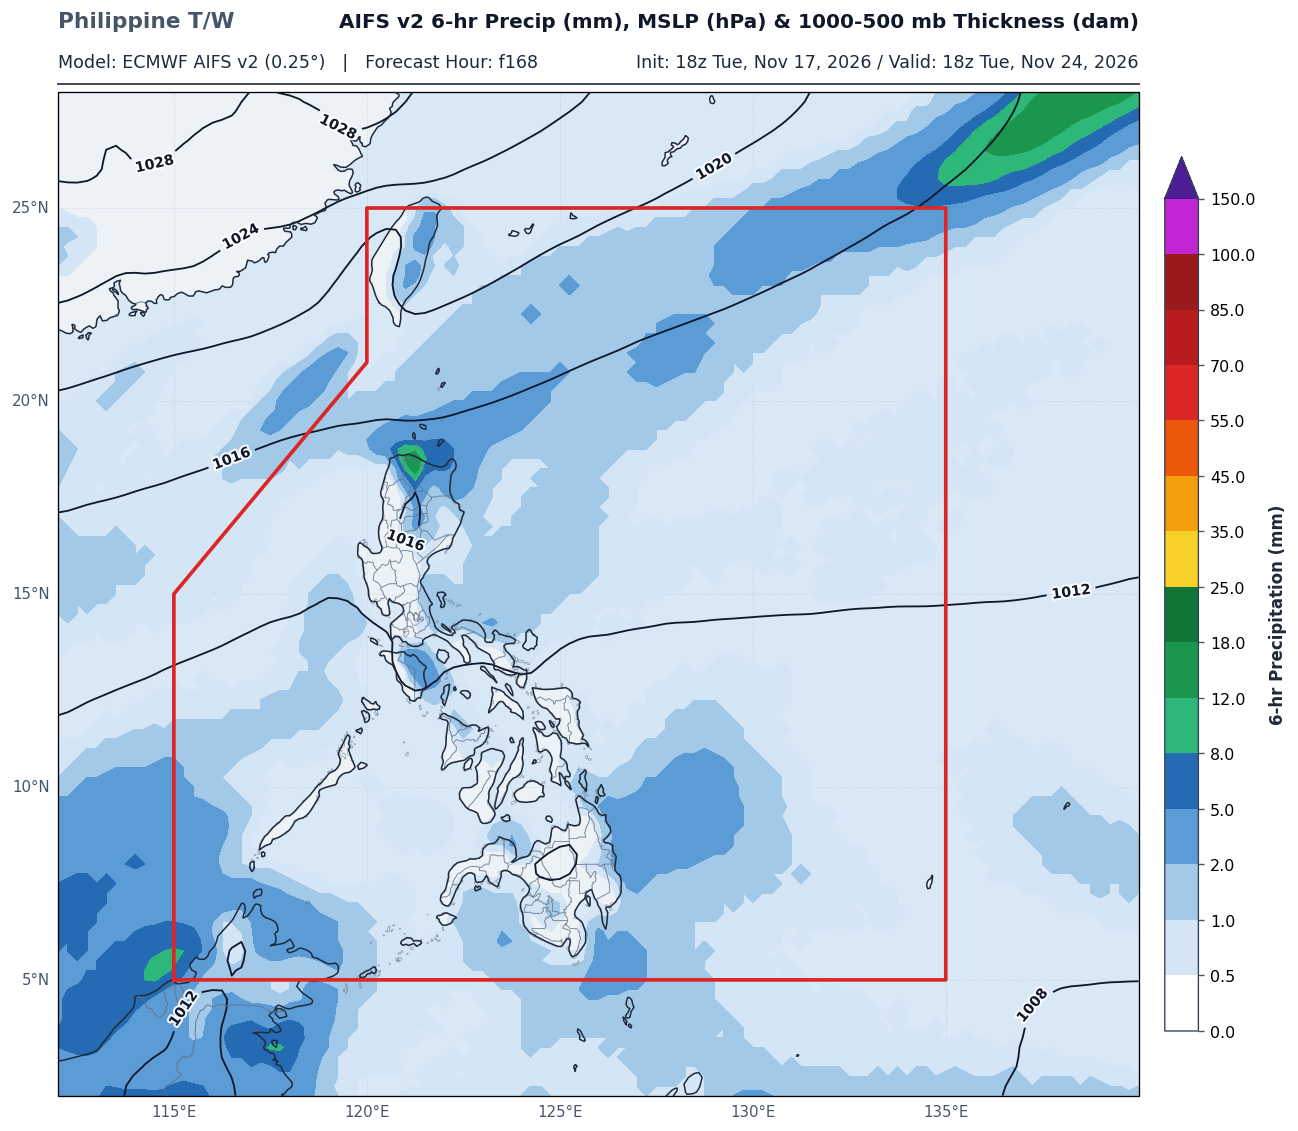 Philippine T/W
AIFS v2 6-hr Precip (mm), MSLP (hPa) & 1000-500 mb Thickness (dam)
Model: ECMWF AIFS v2 (0.25°)   |   Forecast Hour: f168
Init: 18z Tue, Nov 17, 2026 / Valid: 18z Tue, Nov 24, 2026
1028
1028
1020
1024
1016
1016
1012
1012
1008
25°N
20°N
15°N
10°N
5°N
115°E
120°E
125°E
130°E
135°E
150.0
100.0
85.0
70.0
55.0
45.0
35.0
25.0
18.0
12.0
8.0
5.0
2.0
1.0
0.5
0.0
6-hr Precipitation (mm)